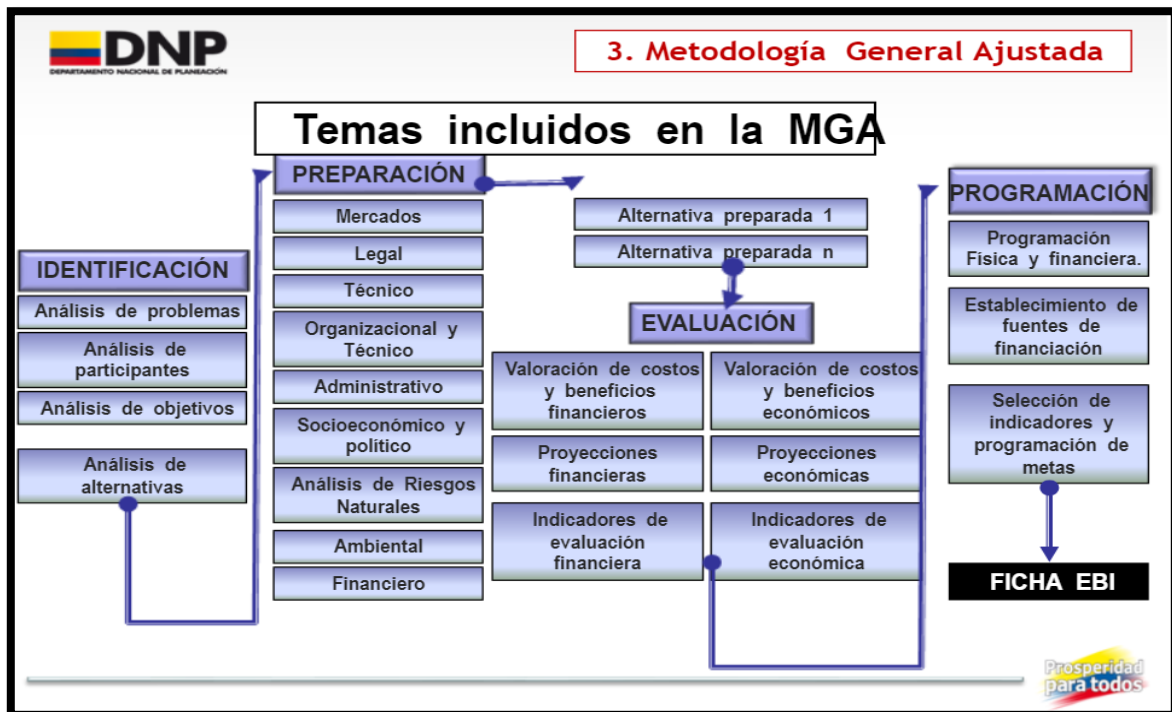 DNP
DEPARTAMENTO NACIONAL DE PLANEACIÓN
3. Metodología General Ajustada
Temas incluidos en la MGA
IDENTIFICACIÓN
Análisis de problemas
Análisis de
participantes
Análisis de objetivos
Análisis de
alternativas
PREPARACIÓN
Mercados
Legal
Técnico
Organizacional y
Técnico
Administrativo
Socioeconómico y
político
Análisis de Riesgos
Naturales
Ambiental
Financiero
Alternativa preparada 1
Alternativa preparada n
EVALUACIÓN
Valoración de costos
y beneficios
financieros
Proyecciones
financieras
Indicadores de
evaluación
financiera
Valoración de costos
y beneficios
económicos
Proyecciones
económicas
Indicadores de
evaluación
económica
PROGRAMACIÓN
Programación
Física y financiera.
Establecimiento de
fuentes de
financiación
Selección de
indicadores y
programación de
metas
FICHA EBI
Prosperidad
para todos